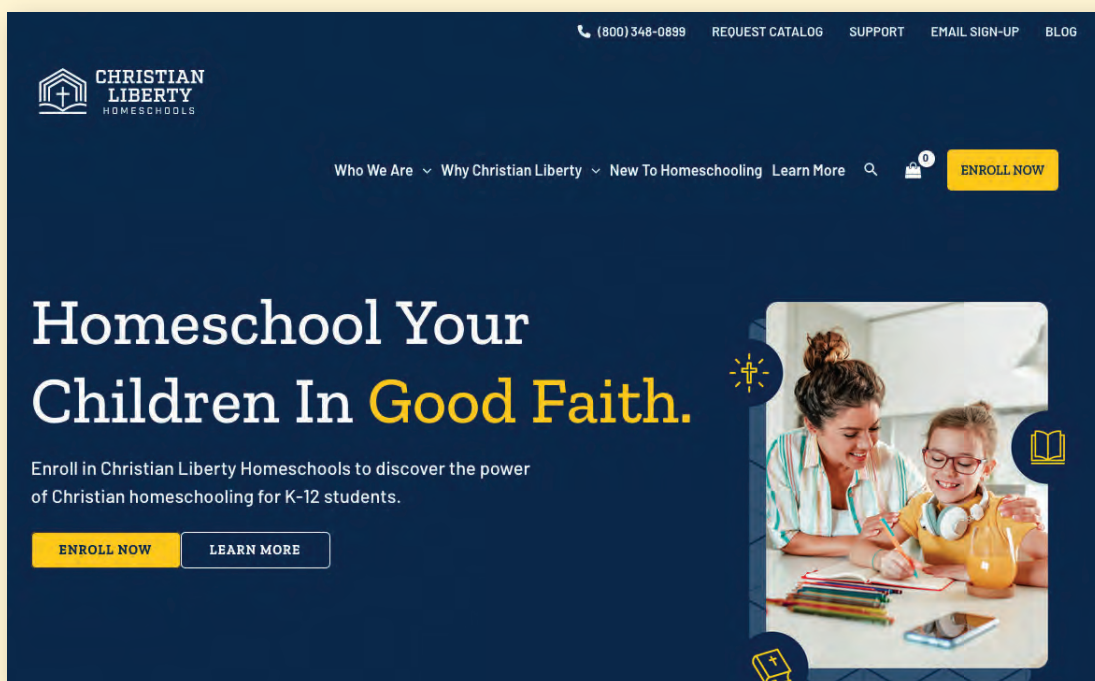 (800) 348-0899 REQUEST CATALOG SUPPORT EMAIL SIGN-UP BLOG
CHRISTIAN
LIBERTY
HOMESCHOOLS
Who We Are Why Christian Liberty New To Homeschooling Learn More 0 ENROLL NOW
Homeschool Your
Children In Good Faith.
Enroll in Christian Liberty Homeschools to discover the power
of Christian homeschooling for K-12 students.
ENROLL NOW LEARN MORE